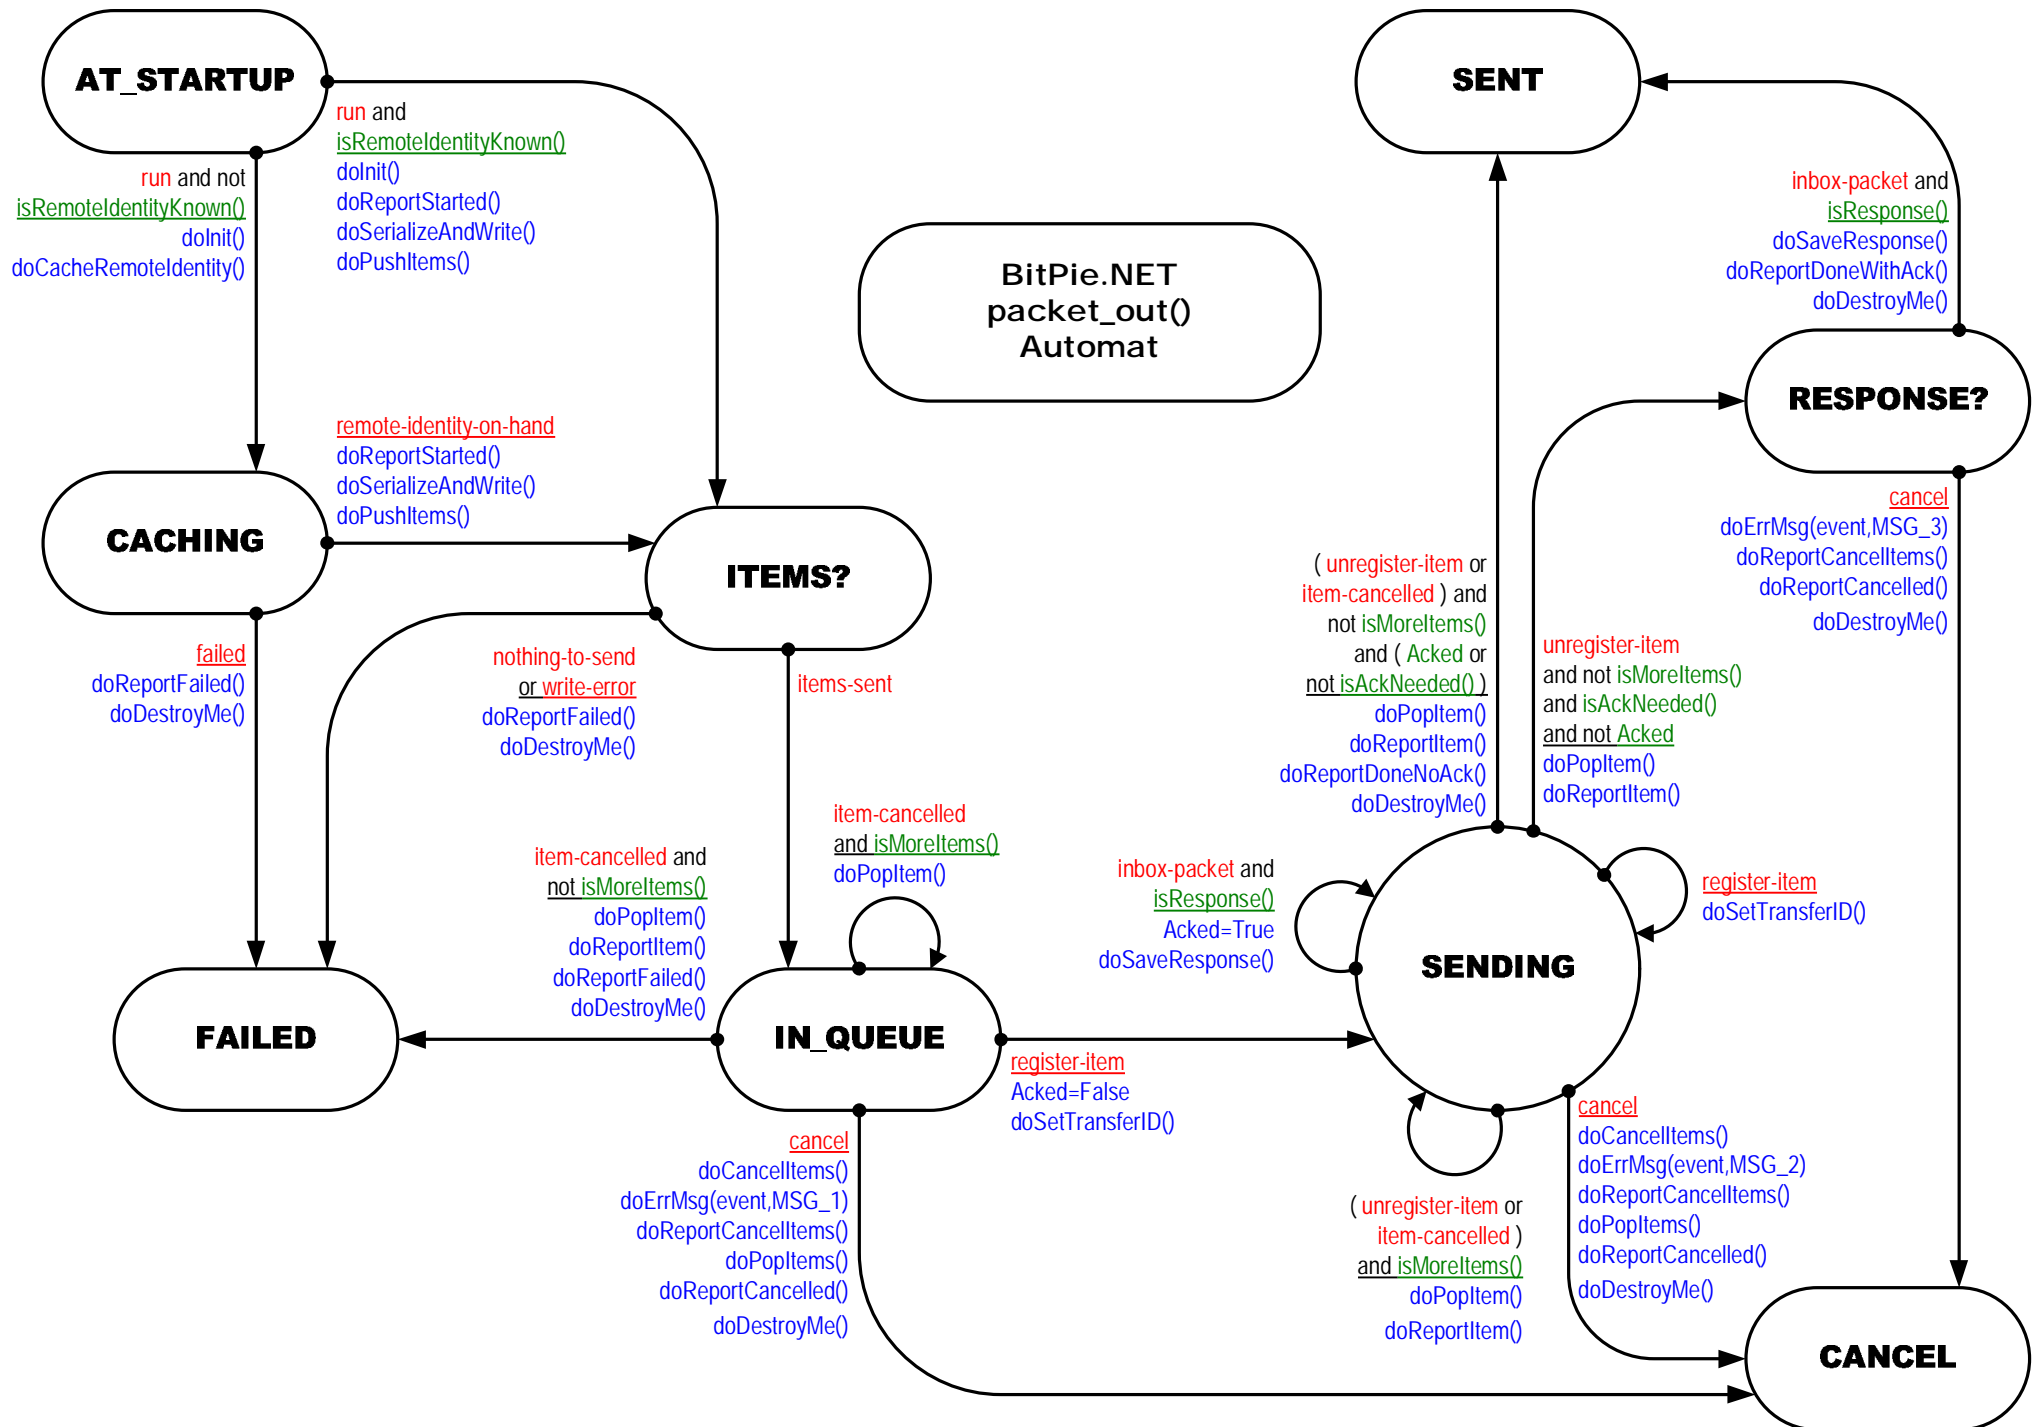 AT_STARTUP
run and
isRemoteIdentityKnown()
doInit()
doReportStarted()
doSerializeAndWrite()
doPushItems()
run and not
isRemoteIdentityKnown()
doInit()
doCacheRemoteIdentity()
BitPie.NET
packet_out()
Automat
SENT
inbox-packet and
isResponse()
doSaveResponse()
doReportDoneWithAck()
doDestroyMe()
RESPONSE?
remote-identity-on-hand
doReportStarted()
doSerializeAndWrite()
doPushItems()
CACHING
ITEMS?
cancel
doErrMsg(event,MSG_3)
doReportCancelItems()
doReportCancelled()
doDestroyMe()
( unregister-item or
item-cancelled ) and
not isMoreItems()
and ( Acked or
not isAckNeeded() )
doPopItem()
doReportItem()
doReportDoneNoAck()
doDestroyMe()
unregister-item
and not isMoreItems()
and isAckNeeded()
and not Acked
doPopItem()
doReportItem()
failed
doReportFailed()
doDestroyMe()
nothing-to-send
or write-error
doReportFailed()
doDestroyMe()
items-sent
item-cancelled
and isMoreItems()
doPopItem()
item-cancelled and
not isMoreItems()
doPopItem()
doReportItem()
doReportFailed()
doDestroyMe()
inbox-packet and
isResponse()
Acked=True
doSaveResponse()
register-item
doSetTransferID()
SENDING
FAILED
IN_QUEUE
register-item
Acked=False
doSetTransferID()
cancel
doCancelItems()
doErrMsg(event,MSG_1)
doReportCancelItems()
doPopItems()
doReportCancelled()
doDestroyMe()
( unregister-item or
item-cancelled )
and isMoreItems()
doPopItem()
doReportItem()
cancel
doCancelItems()
doErrMsg(event,MSG_2)
doReportCancelItems()
doPopItems()
doReportCancelled()
doDestroyMe()
CANCEL